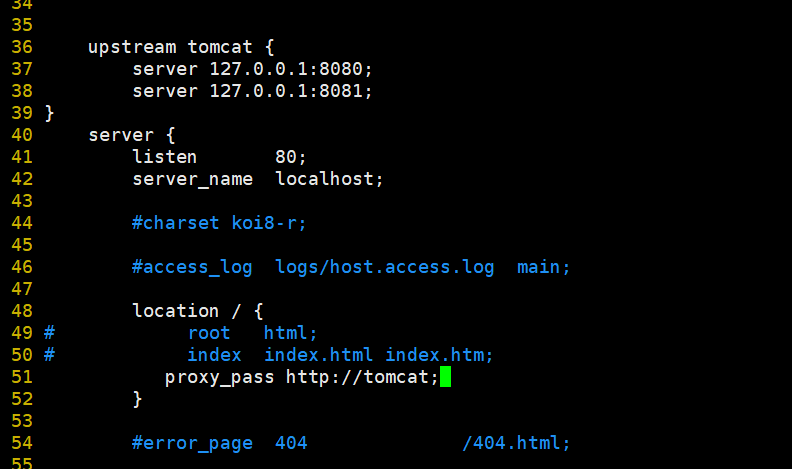 34
35
36     upstream tomcat {
37         server 127.0.0.1:8080;
38         server 127.0.0.1:8081;
39 }
40     server {
41         listen       80;
42         server_name  localhost;
43
44         #charset koi8-r;
45
46         #access_log  logs/host.access.log  main;
47
48         location / {
49 #            root   html;
50 #            index  index.html index.htm;
51            proxy_pass http://tomcat;
52         }
53
54         #error_page  404              /404.html;
55